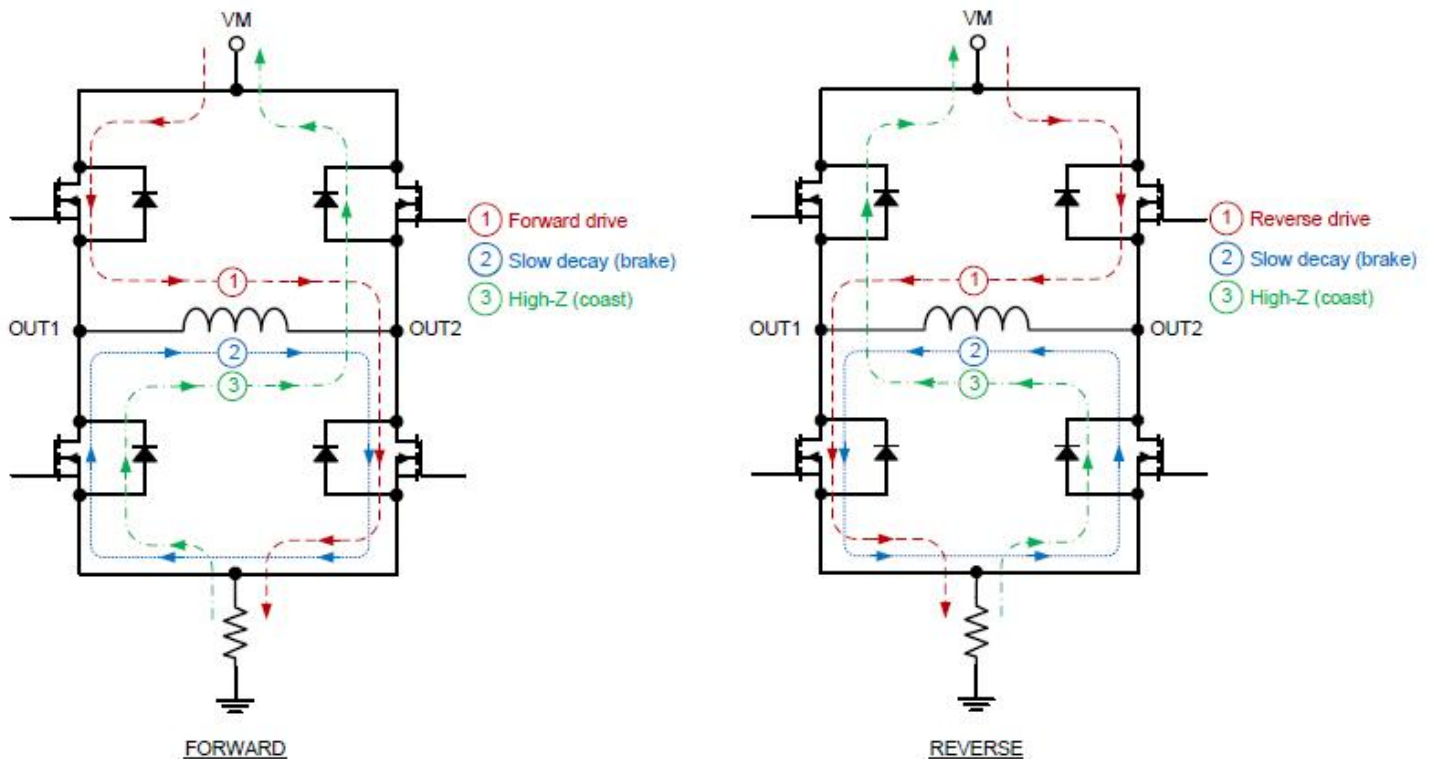 VM
1 Forward drive
2 Slow decay (brake)
3 High-Z (coast)
1
OUT1
OUT2
2
3
FORWARD
VM
1 Reverse drive
2 Slow decay (brake)
3 High-Z (coast)
1
OUT1
OUT2
2
3
REVERSE